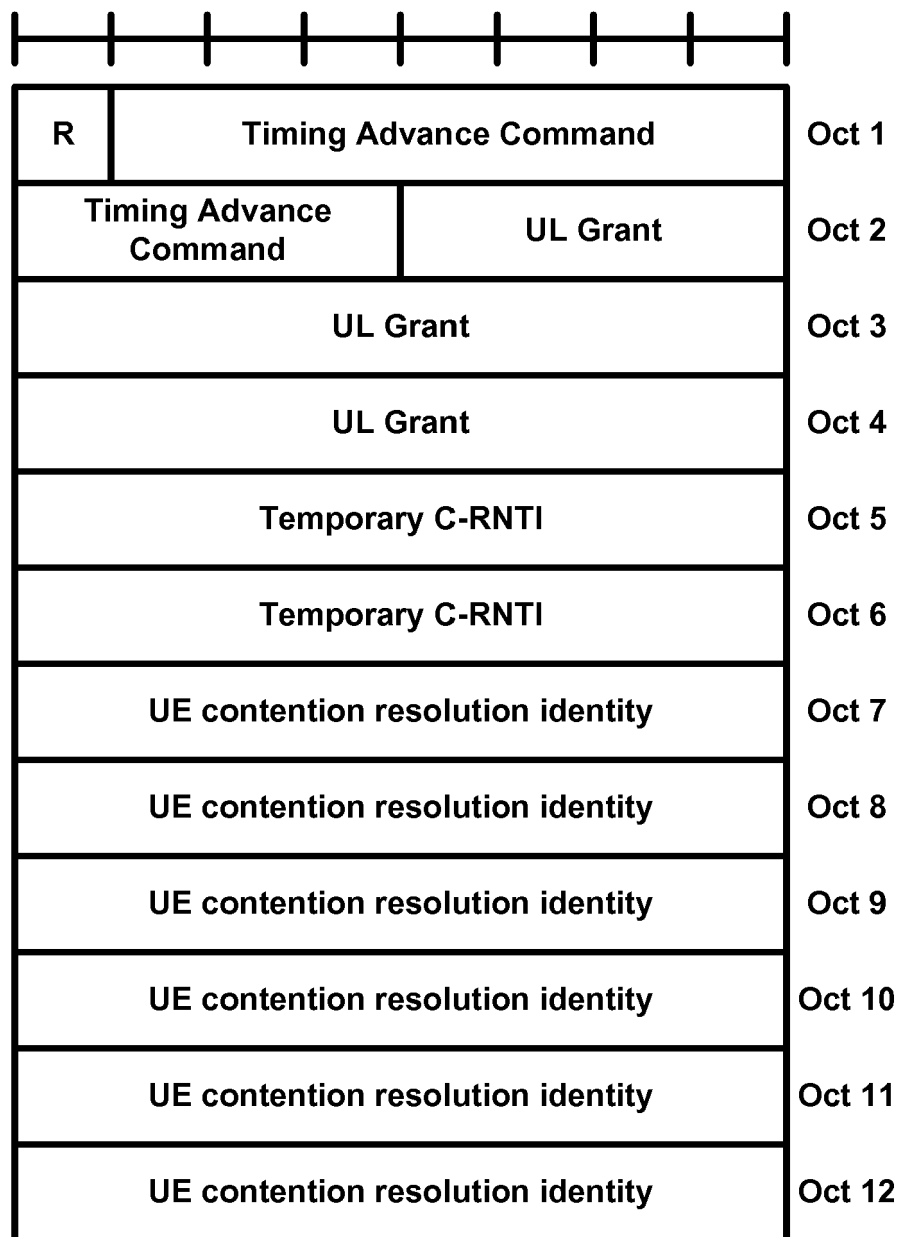 R Timing Advance Command Oct 1
Timing Advance
Command
UL Grant Oct 2
UL Grant Oct 3
UL Grant Oct 4
Temporary C-RNTI Oct 5
Temporary C-RNTI Oct 6
UE contention resolution identity Oct 7
UE contention resolution identity Oct 8
UE contention resolution identity Oct 9
UE contention resolution identity Oct 10
UE contention resolution identity Oct 11
UE contention resolution identity Oct 12